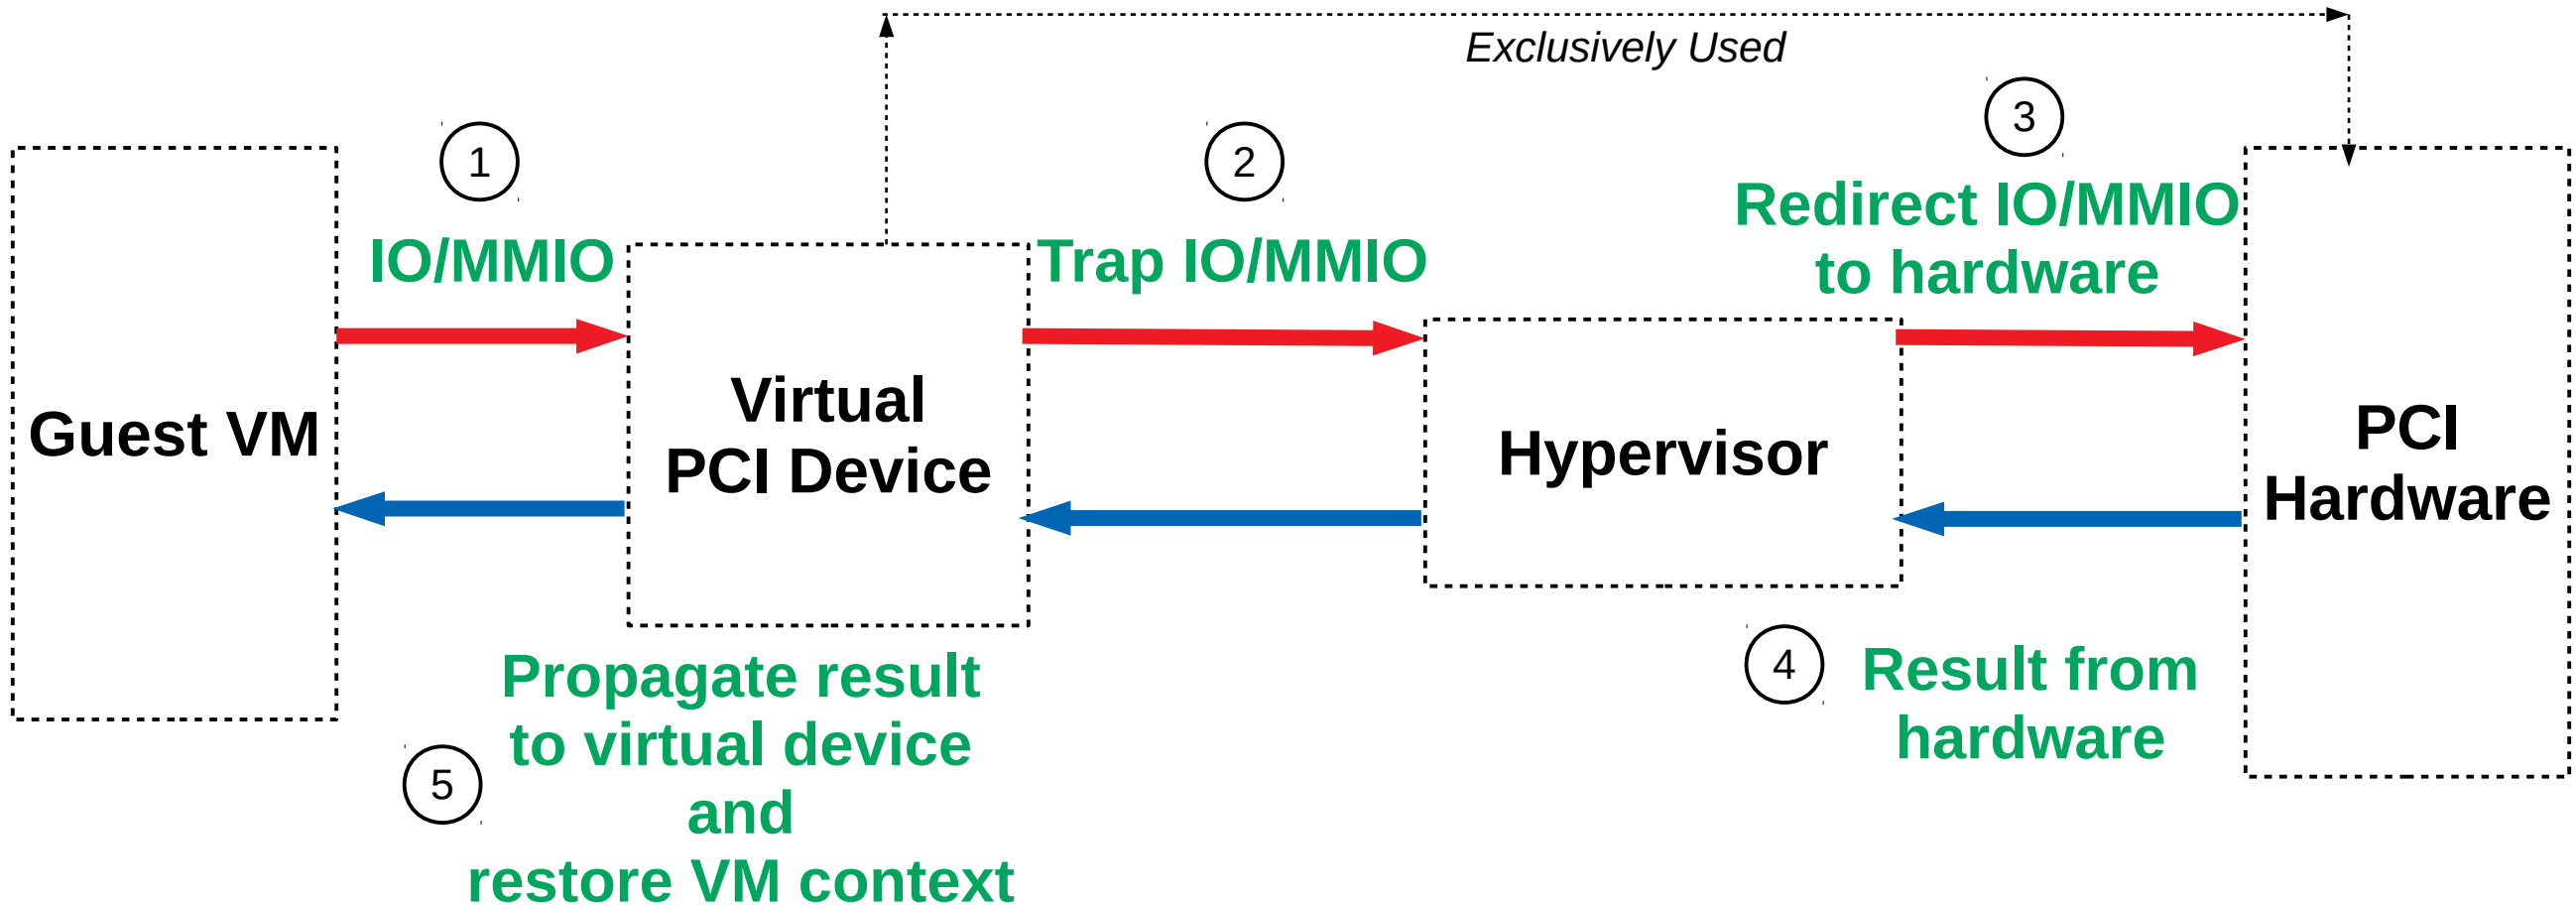 Exclusively Used
1
2
3
IO/MMIO
Trap IO/MMIO
Redirect IO/MMIO
to hardware
Guest VM
Virtual
PCI Device
Hypervisor
PCI
Hardware
4
Result from
hardware
5
Propagate result
to virtual device
and
restore VM context